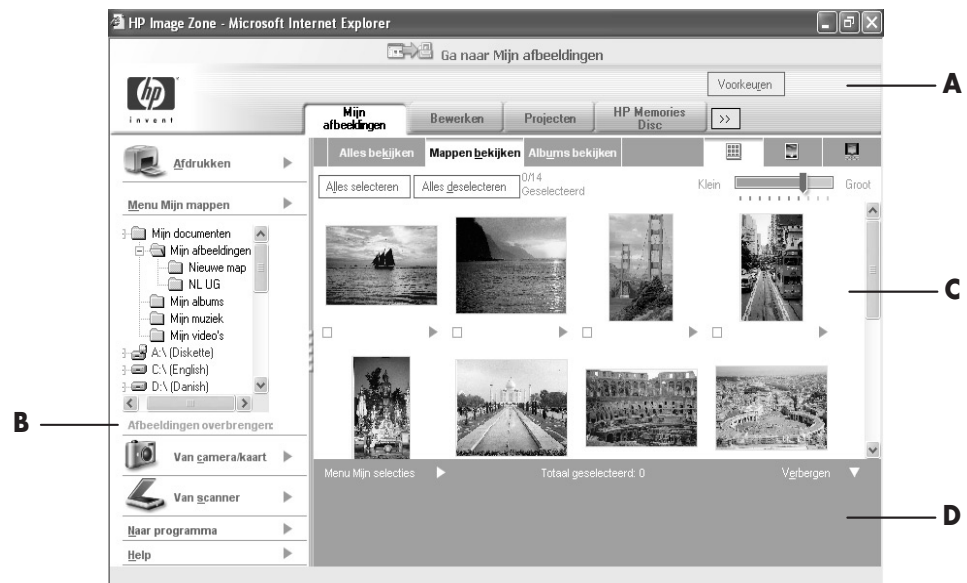 HP Image Zone - Microsoft Internet Explorer
Ga naar Mijn afbeeldingen
hp
invent
Voorkeuren
A
Mijn afbeeldingen
Bewerken
Projecten
HP Memories Disc
>>
Afdrukken
Alles bekijken
Mappen bekijken
Albums bekijken
Menu Mijn mappen
Alles selecteren
Alles deselecteren
0/14
Geselecteerd
Klein
Groot
Mijn documenten
Mijn afbeeldingen
Nieuwe map
NL UG
Mijn albums
Mijn muziek
Mijn video's
A:\ (Diskette)
C:\ (English)
D:\ (Danish)
C
B
Afbeeldingen overbrengen:
Van camera/kaart
Van scanner
Naar programma
Help
Menu Mijn selecties
Totaal geselecteerd: 0
Verbergen
D